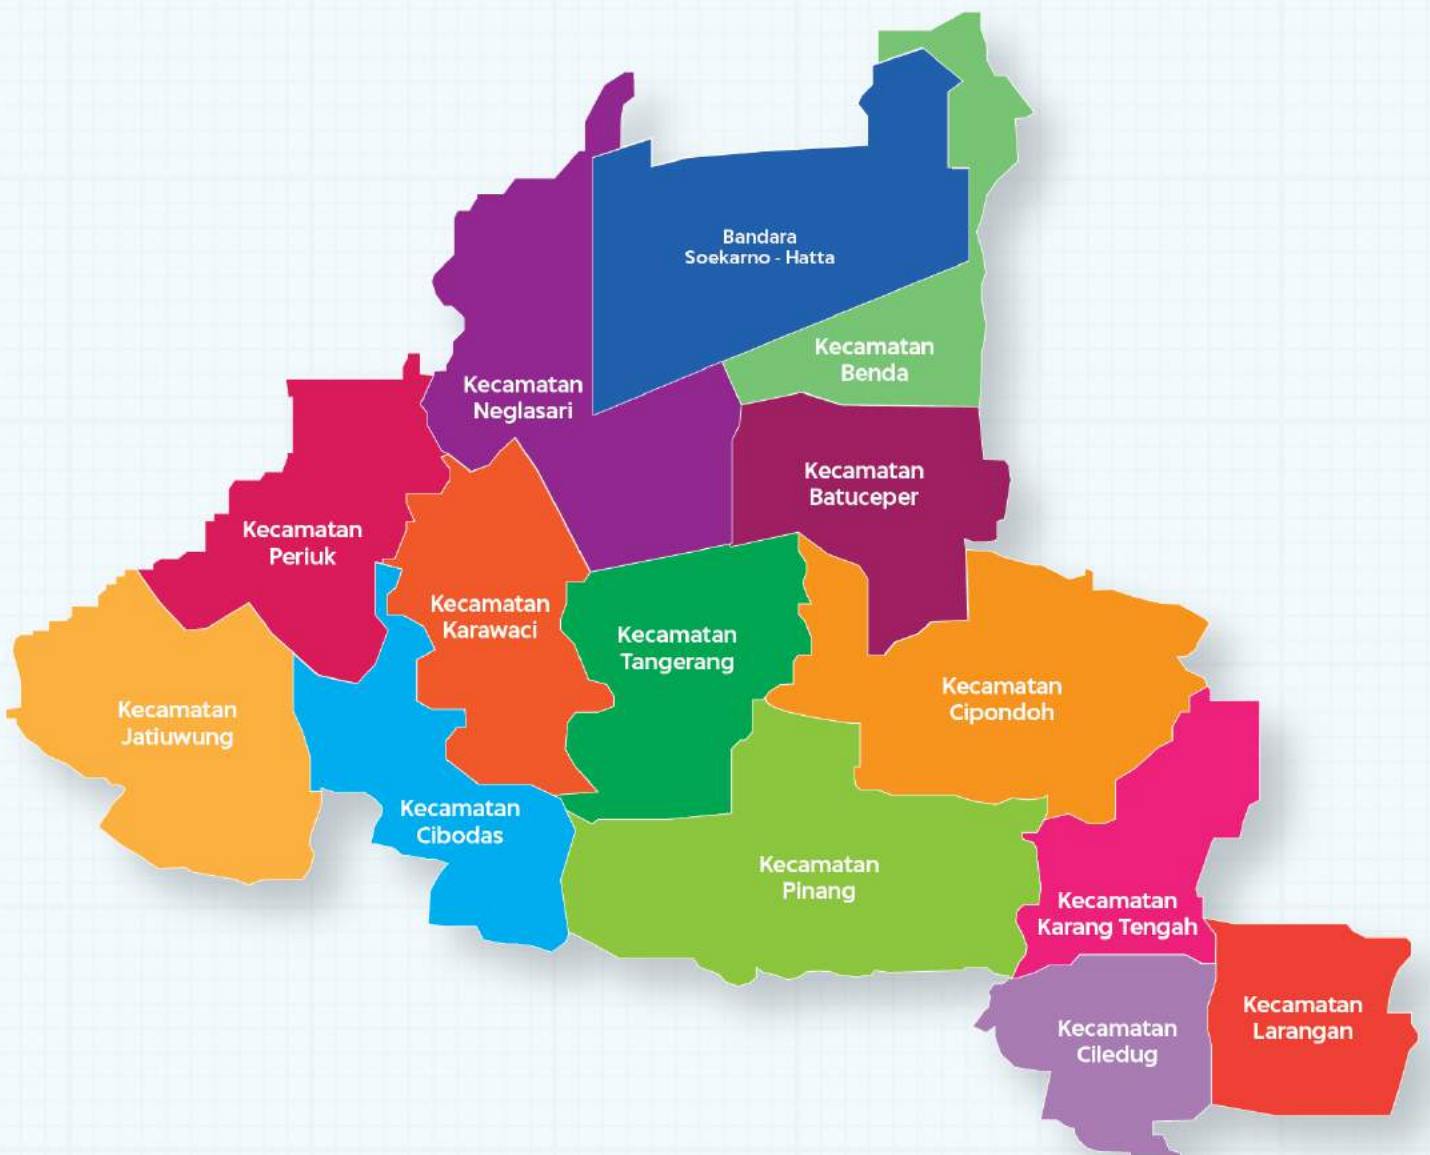 Bandara
Soekarno - Hatta
Kecamatan
Benda
Kecamatan
Neglasari
Kecamatan
Batuceper
Kecamatan
Periuk
Kecamatan
Karawaci
Kecamatan
Tangerang
Kecamatan
Cipondoh
Kecamatan
Jatiuwung
Kecamatan
Cibodas
Kecamatan
Pinang
Kecamatan
Karang Tengah
Kecamatan
Larangan
Kecamatan
Ciledug